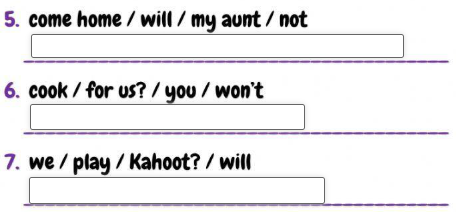 5. come home / will / my aunt / not
6. cook / for us? / you / won't
7. we / play / Kahoot? / will